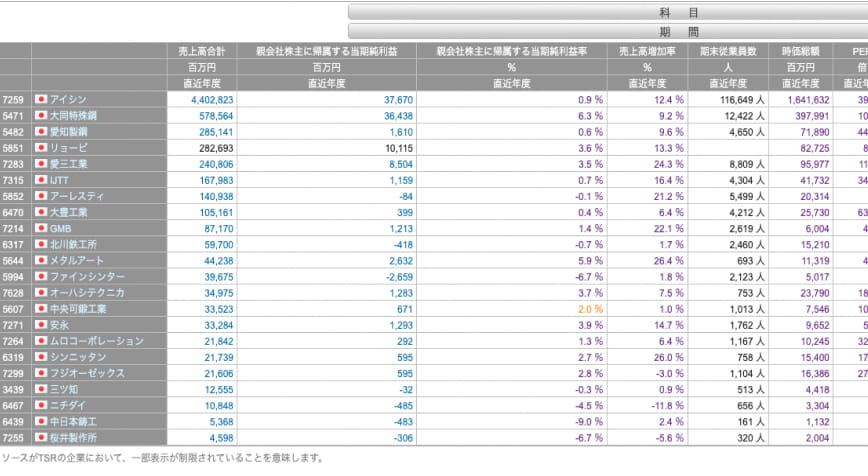 科 目
期 間
売上高合計 親会社株主に帰属する当期純利益 親会社株主に帰属する当期純利益率 売上高増加率 期末従業員数 時価総額 PER
百万円 百万円 % % 人 百万円 倍
直近年度 直近年度 直近年度 直近年度 直近年度 直近年度 直近年
7259 アイシン 4,402,823 37,670 0.9 % 12.4 % 116,649 人 1,641,632 39
5471 大同特殊鋼 578,564 36,438 6.3 % 9.2 % 12,422 人 397,991 10
5482 愛知製鋼 285,141 1,610 0.6 % 9.6 % 4,650 人 71,890 44
5851 リョービ 282,693 10,115 3.6 % 13.3 % 82,725 8
7283 愛三工業 240,806 8,504 3.5 % 24.3 % 8,809 人 95,977 11
7315 IJTT 167,983 1,159 0.7 % 16.4 % 4,304 人 41,732 34
5852 アーレスティ 140,938 -84 -0.1 % 21.2 % 5,499 人 20,314
6470 大豊工業 105,161 399 0.4 % 6.4 % 4,212 人 25,730 63
7214 GMB 87,170 1,213 1.4 % 22.1 % 2,619 人 6,004 4
6317 北川鉄工所 59,700 -418 -0.7 % 1.7 % 2,460 人 15,210
5644 メタルアート 44,238 2,632 5.9 % 26.4 % 693 人 11,319 4
5994 ファインシンター 39,675 -2,659 -6.7 % 1.8 % 2,123 人 5,017
7628 オーハシテクニカ 34,975 1,283 3.7 % 7.5 % 753 人 23,790 18
5607 中央可鍛工業 33,523 671 2.0 % 1.0 % 1,013 人 7,546 10
7271 安永 33,284 1,293 3.9 % 14.7 % 1,762 人 9,652 5
7264 ムロコーポレーション 21,842 292 1.3 % 6.4 % 1,167 人 10,245 32
6319 シンニッタン 21,739 595 2.7 % 26.0 % 758 人 15,400 17
7299 フジオーゼックス 21,606 595 2.8 % -3.0 % 1,104 人 16,386 27
3439 三ツ知 12,555 -32 -0.3 % 0.9 % 513 人 4,418
6467 ニチダイ 10,848 -485 -4.5 % -11.8 % 656 人 3,304
6439 中日本鋳工 5,368 -483 -9.0 % 2.4 % 161 人 1,132
7255 桜井製作所 4,598 -306 -6.7 % -5.6 % 320 人 2,004
ソースがTSRの企業において、一部表示が制限されていることを意味します。